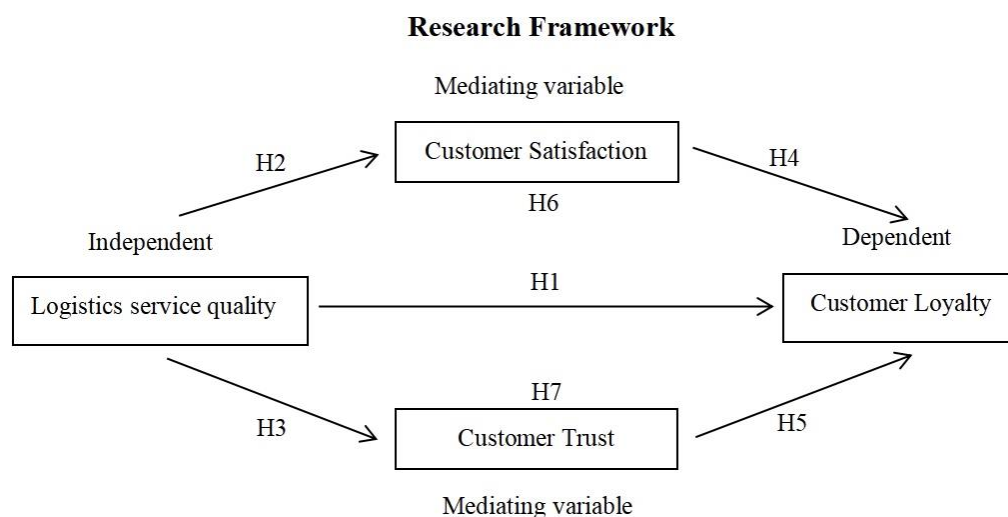 Research Framework
Mediating variable
Customer Satisfaction
H2
H4
H6
Independent
Dependent
Logistics service quality
H1
Customer Loyalty
H7
H3
Customer Trust
H5
Mediating variable